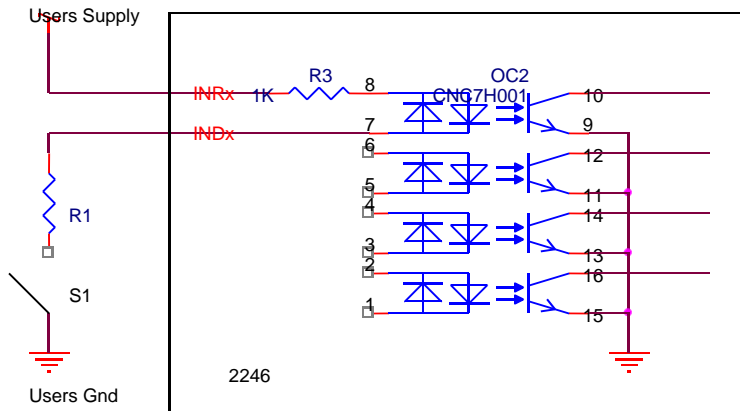 Users Supply
R3
OC2
INRx
1K
8
CNC7H001
10
INDx
7
9
6
12
5
11
4
14
R1
3
13
2
16
S1
1
15
2246
Users Gnd